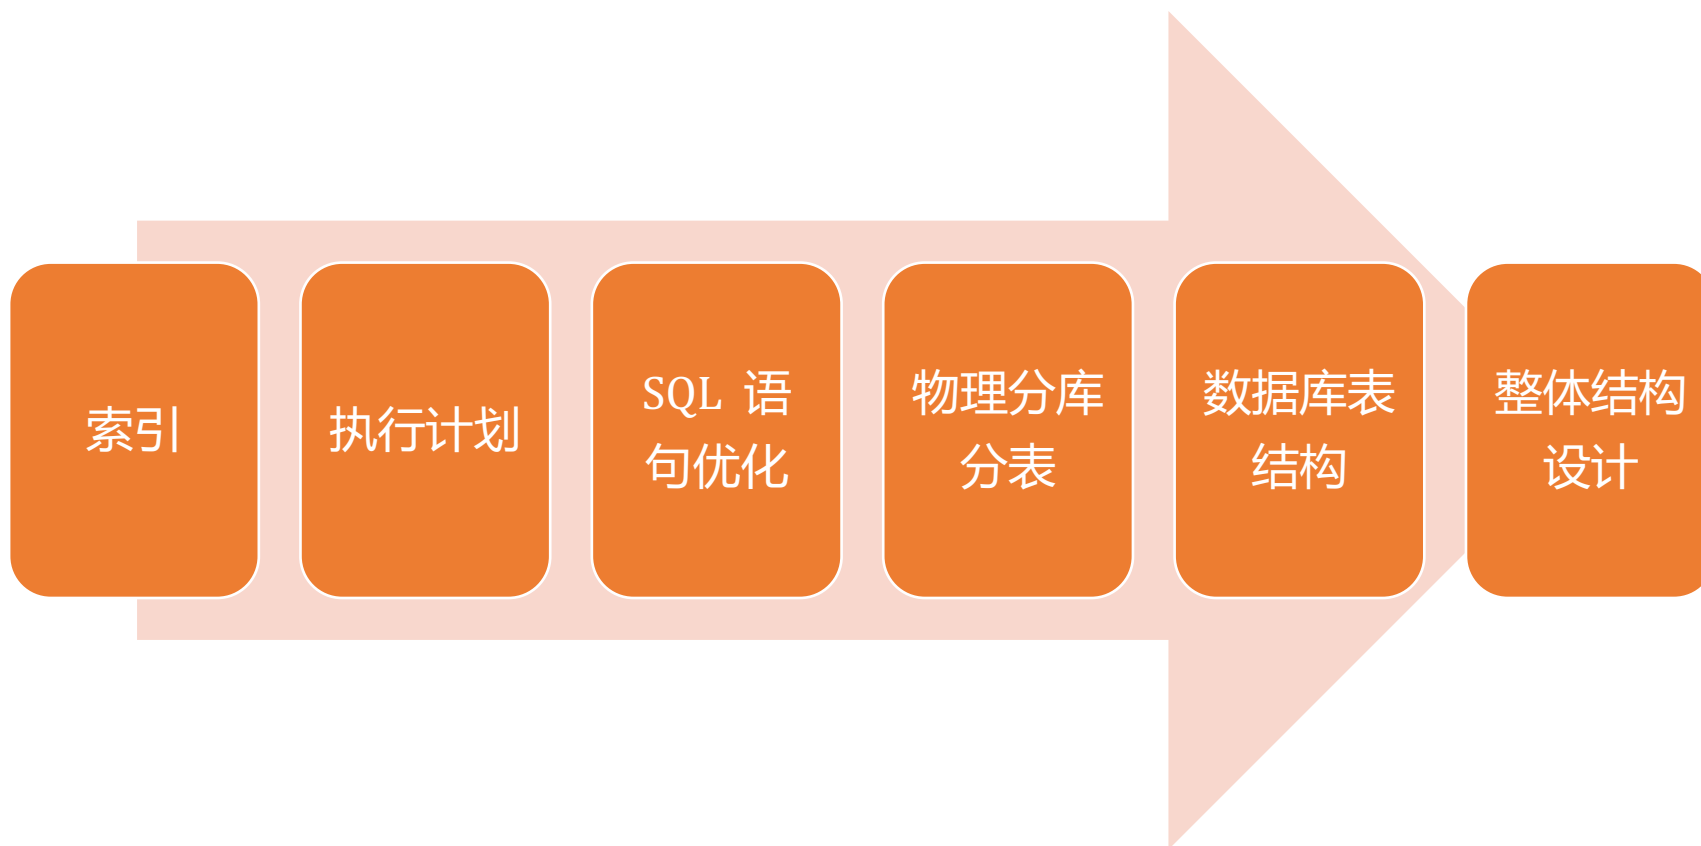 索引
执行计划
SQL 语
句优化
物理分库
分表
数据库表
结构
整体结构
设计